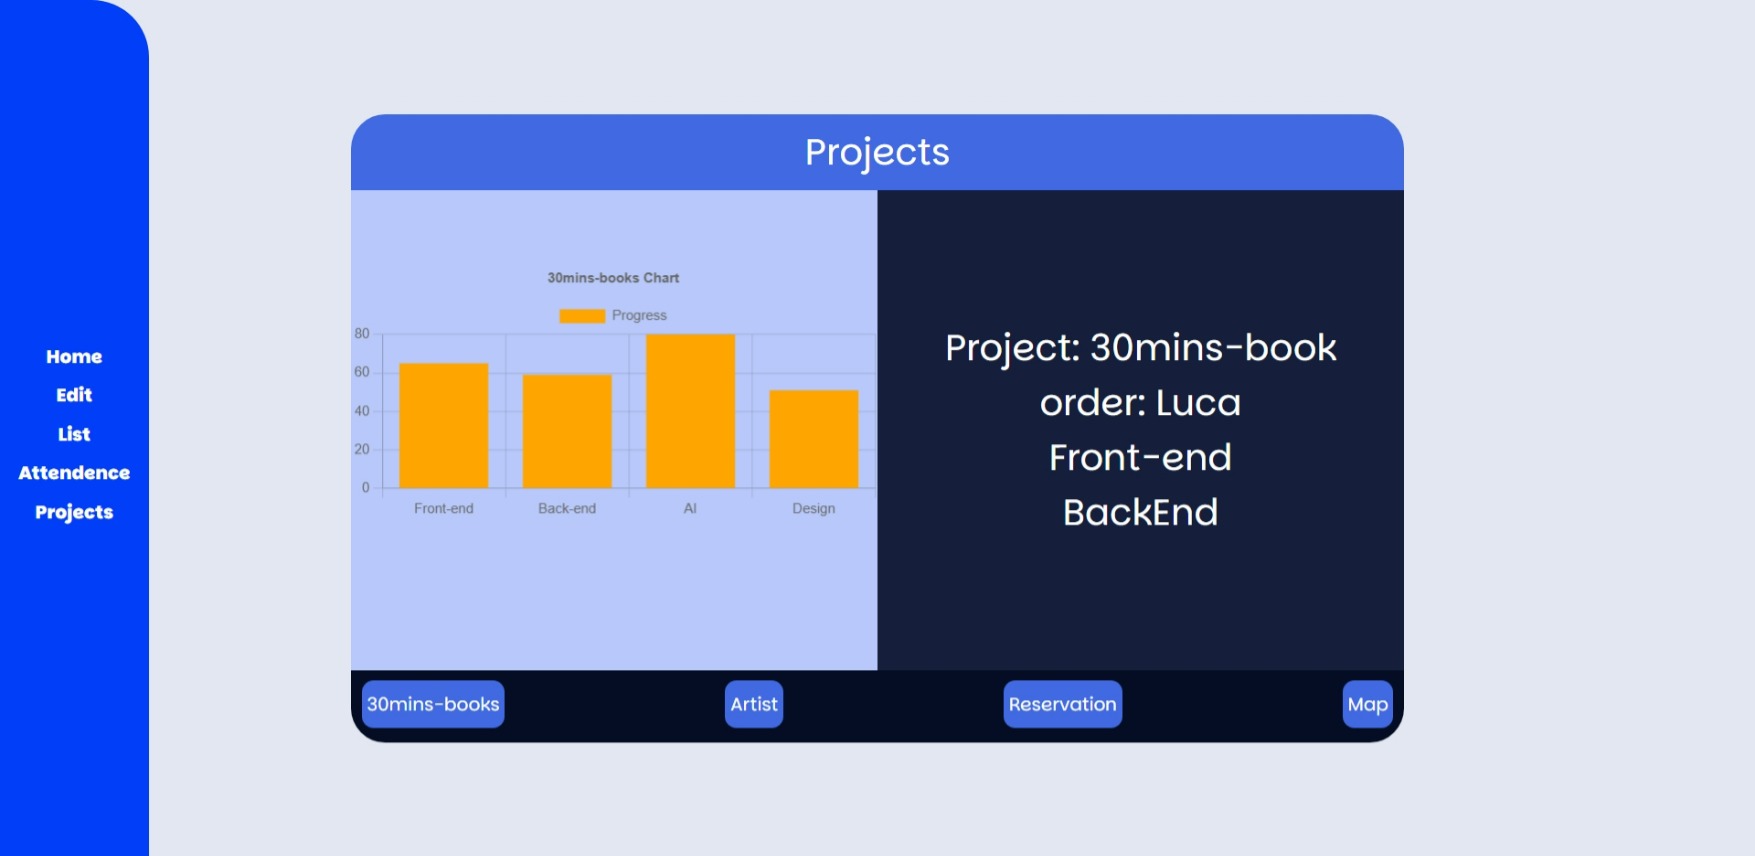 Home
Edit
List
Attendence
Projects
Projects
30mins-books Chart
Progress
80
60
40
20
0
Front-end
Back-end
AI
Design
Project: 30mins-book
order: Luca
Front-end
BackEnd
30mins-books
Artist
Reservation
Map